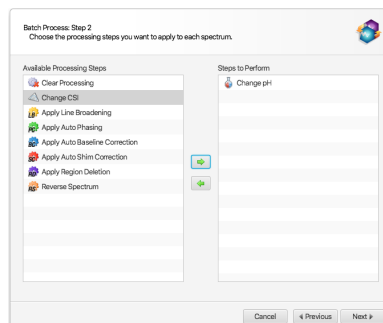 Batch Process: Step 2
Choose the processing steps you want to apply to each spectrum.
Available Processing Steps
Clear Processing
Change CSI
LB Apply Line Broadening
Apply Auto Phasing
Apply Auto Baseline Correction
Apply Auto Shim Correction
Apply Region Deletion
RS Reverse Spectrum
Steps to Perform
Change pH
Cancel
Previous
Next